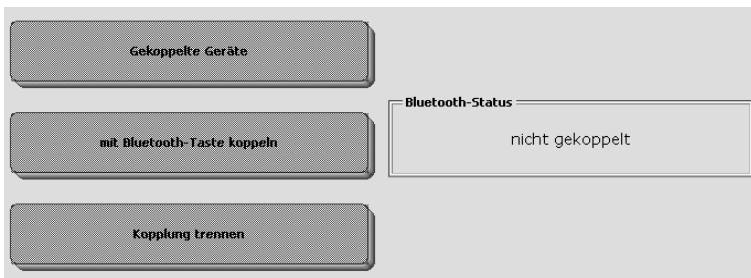 Gekoppelte Geräte
Bluetooth-Status
mit Bluetooth-Taste koppeln
nicht gekoppelt
Kopplung trennen